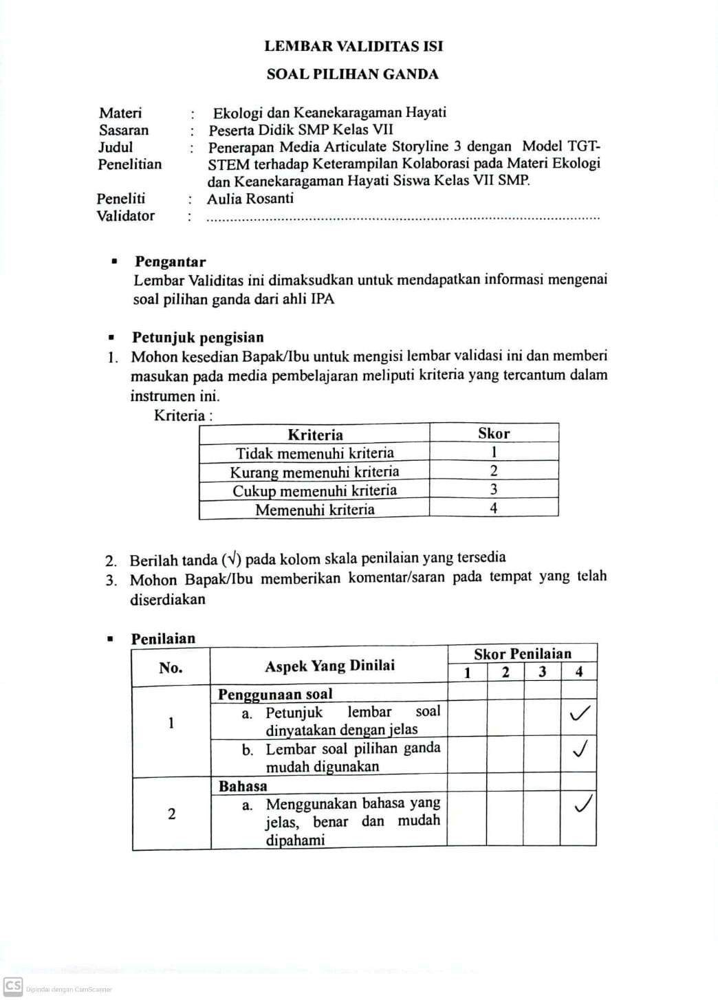 LEMBAR VALIDITAS ISI
SOAL PILIHAN GANDA
Materi : Ekologi dan Keanekaragaman Hayati
Sasaran : Peserta Didik SMP Kelas VII
Judul : Penerapan Media Articulate Storyline 3 dengan Model TGT-
Penelitian STEM terhadap Keterampilan Kolaborasi pada Materi Ekologi
dan Keanekaragaman Hayati Siswa Kelas VII SMP.
Peneliti : Aulia Rosanti
Validator : ....................................................................................................
▪ Pengantar
Lembar Validitas ini dimaksudkan untuk mendapatkan informasi mengenai
soal pilihan ganda dari ahli IPA
▪ Petunjuk pengisian
1. Mohon kesedian Bapak/Ibu untuk mengisi lembar validasi ini dan memberi
masukan pada media pembelajaran meliputi kriteria yang tercantum dalam
instrumen ini.
Kriteria :
Kriteria Skor
Tidak memenuhi kriteria 1
Kurang memenuhi kriteria 2
Cukup memenuhi kriteria 3
Memenuhi kriteria 4
2. Berilah tanda (√) pada kolom skala penilaian yang tersedia
3. Mohon Bapak/Ibu memberikan komentar/saran pada tempat yang telah
diserdiakan
▪ Penilaian
No. Aspek Yang Dinilai Skor Penilaian
1 2 3 4
Penggunaan soal
1 a. Petunjuk lembar soal ✓
dinyatakan dengan jelas
b. Lembar soal pilihan ganda ✓
mudah digunakan
Bahasa
2 a. Menggunakan bahasa yang ✓
jelas, benar dan mudah
dipahami
CS Dipindai dengan CamScanner